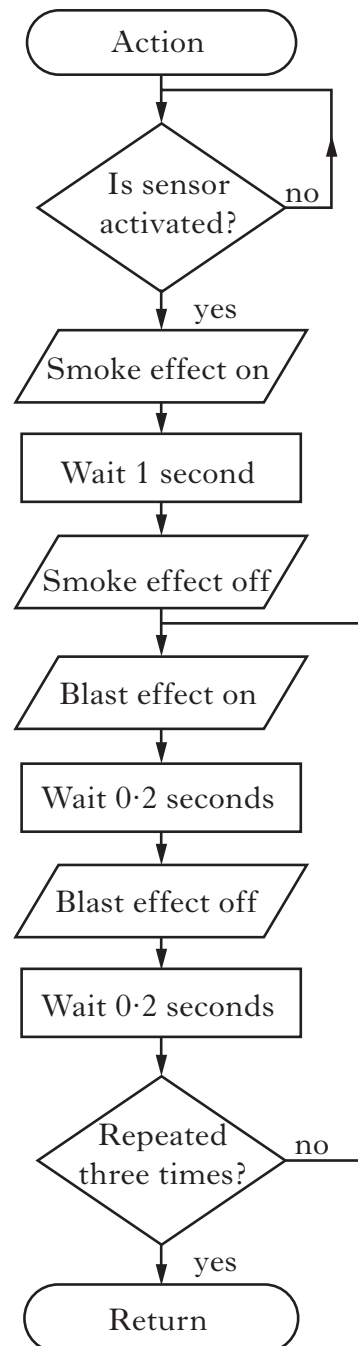 Action
Is sensor
activated?
no
yes
Smoke effect on
Wait 1 second
Smoke effect off
Blast effect on
Wait 0·2 seconds
Blast effect off
Wait 0·2 seconds
Repeated
three times?
no
yes
Return